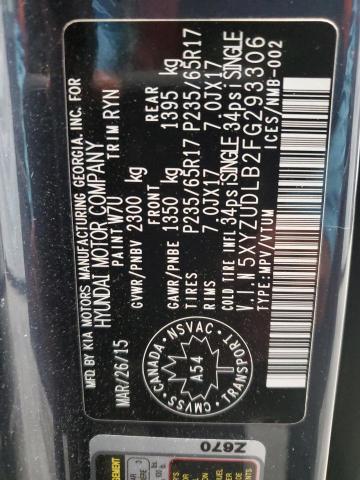 MFD.BY KIA MOTORS MANUFACTURING GEORGIA, INC. FOR
HYUNDAI MOTOR COMPANY
MAR/26/15 PAINT W7U TRIM RYN
GVWR/PNBV 2300 kg
FRONT REAR
GAWR/PNBE 1350 kg 1395 kg
TIRES P235/65R17 P235/65R17
RIMS 7.0JX17 7.0JX17
34psi SINGLE 34psi SINGLE
V.I.N 5XYZUDLB2FG293306
TYPE:MPV/VTUM ICES/NMB-002
CANADA NSVAC TRANSPORT CMVSS
A54
Z670